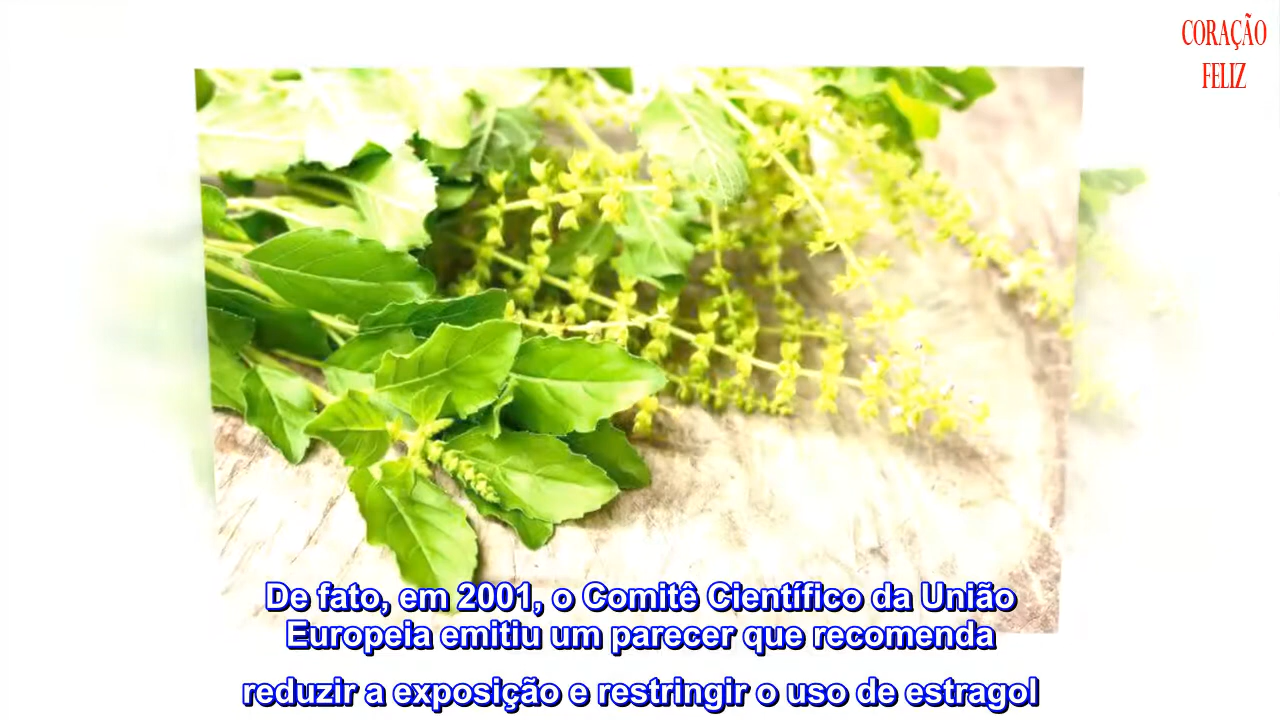 CORAÇÃO
FELIZ
De fato, em 2001, o Comitê Científico da União
Europeia emitiu um parecer que recomenda
reduzir a exposição e restringir o uso de estragol